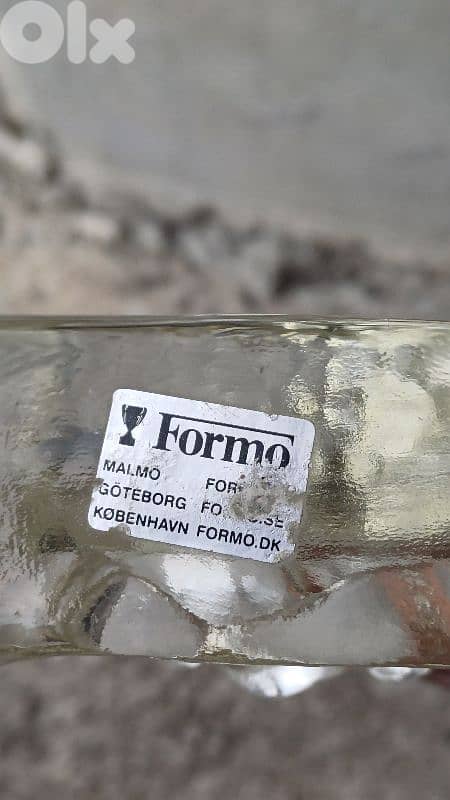 OLX
Formo
MALMÖ
GÖTEBORG
KØBENHAVN FORMO.DK